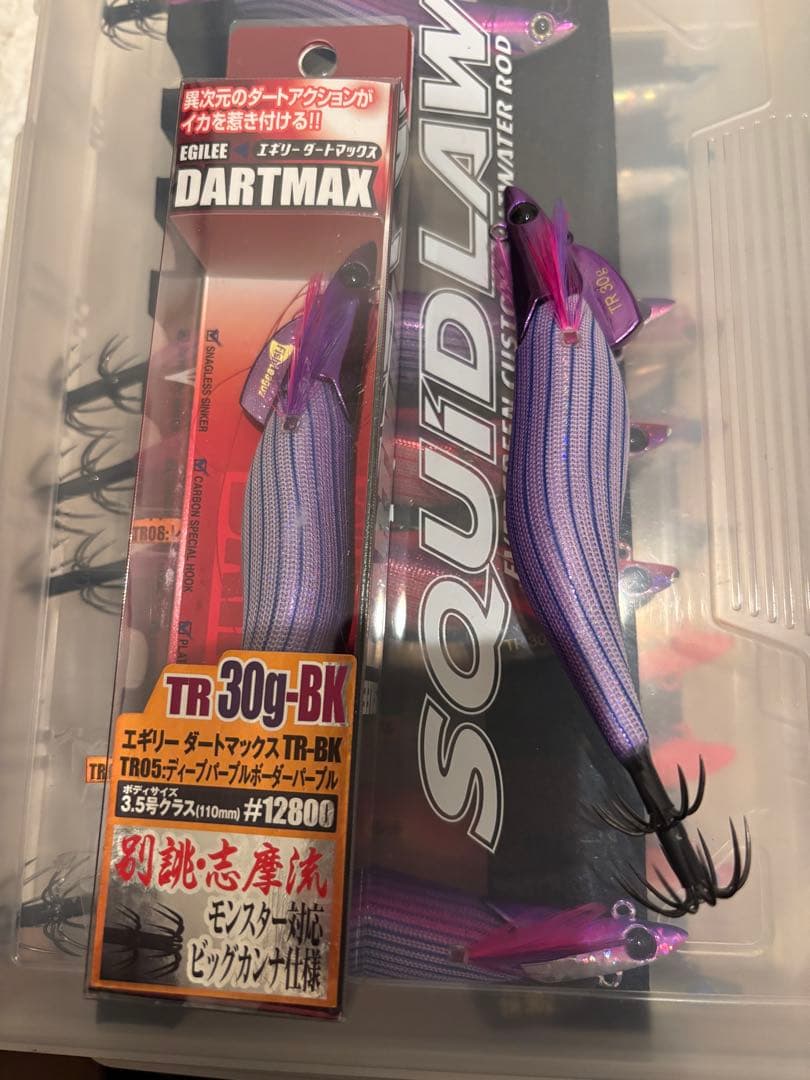 異次元のダートアクションが
イカを惹き付ける!!
EGILEE エギリー ダートマックス
DARTMAX
Fishleague
SNAGLESS SINKER
CARBON SPECIAL HOOK
TR 30g-BK
エギリー ダートマックス TR-BK
TR05:ディープパープルボーダーパープル
ボディサイズ
3.5号クラス(110mm) #12800
別誂・志摩流
モンスター対応
ビッグカンナ仕様
SQUIDLAW
TR 30g
TR08:
TR 30